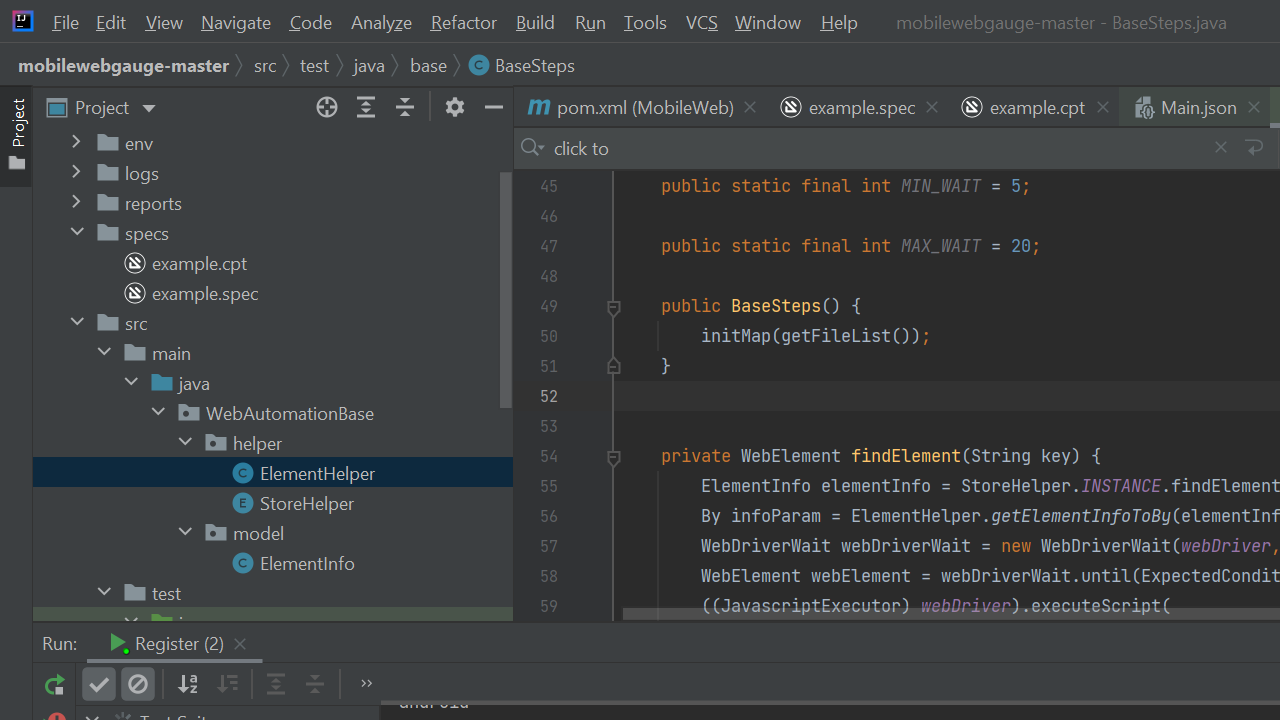 File Edit View Navigate Code Analyze Refactor Build Run Tools VCS Window Help mobilewebgauge-master - BaseSteps.java
mobilewebgauge-master src test java base C BaseSteps
Project
Project
pom.xml (MobileWeb) example.spec example.cpt Main.json
click to
env
logs
reports
specs
example.cpt
example.spec
src
main
java
WebAutomationBase
helper
C ElementHelper
E StoreHelper
model
C ElementInfo
test
45 public static final int MIN_WAIT = 5;
46
47 public static final int MAX_WAIT = 20;
48
49 public BaseSteps() {
50 initMap(getFileList());
51 }
52
53
54 private WebElement findElement(String key) {
55 ElementInfo elementInfo = StoreHelper.INSTANCE.findElement
56 By infoParam = ElementHelper.getElementInfoToBy(elementInf
57 WebDriverWait webDriverWait = new WebDriverWait(webDriver,
58 WebElement webElement = webDriverWait.until(ExpectedCondit
59 ((JavascriptExecutor) webDriver).executeScript(
Run: Register (2)
android